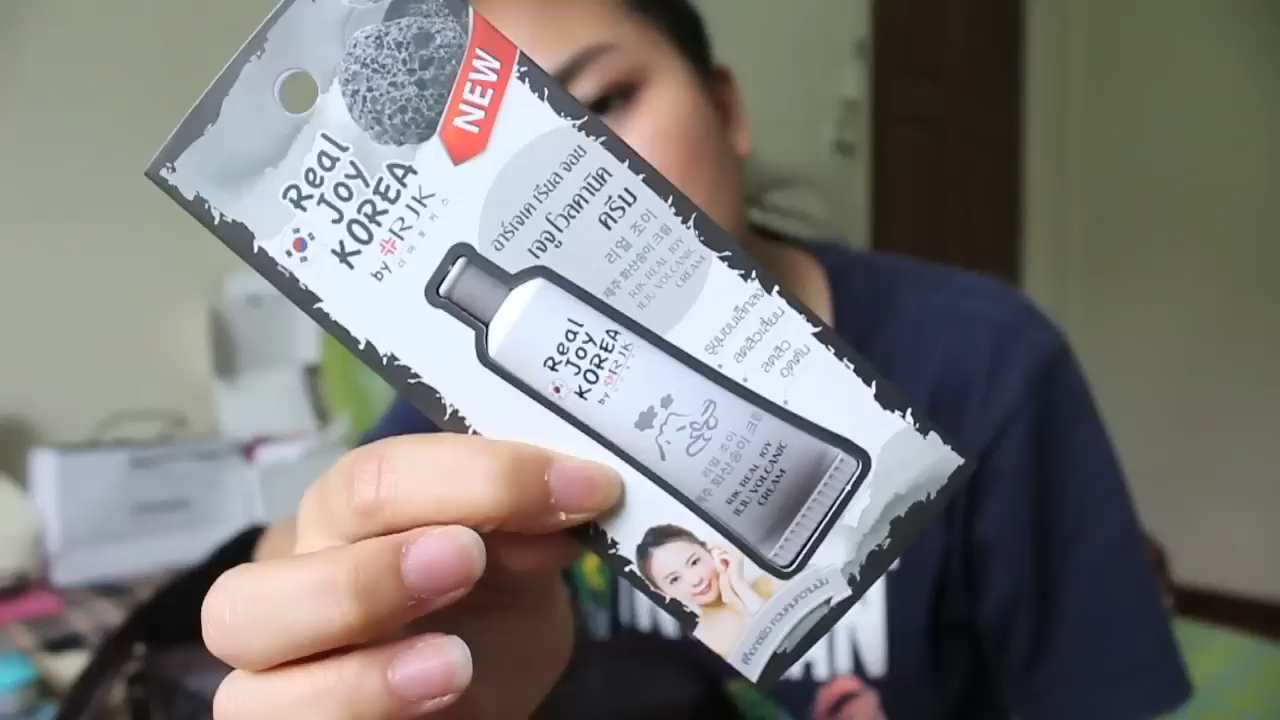 NEW
Real
Joy
KOREA
by RJK
อาร์เจเค เรียล จอย
เจจู โวลคานิค
ครีม
리얼 조이
제주 화산송이 크림
RJK REAL JOY
JEJU VOLCANIC
CREAM
• รูขุมขนเล็กลง
• ลดสิวเสี้ยน
• ลดสิว
อุดตัน
Real
Joy
KOREA
by RJK
리얼 조이
제주 화산송이 크림
RJK REAL JOY
JEJU VOLCANIC
CREAM
AN